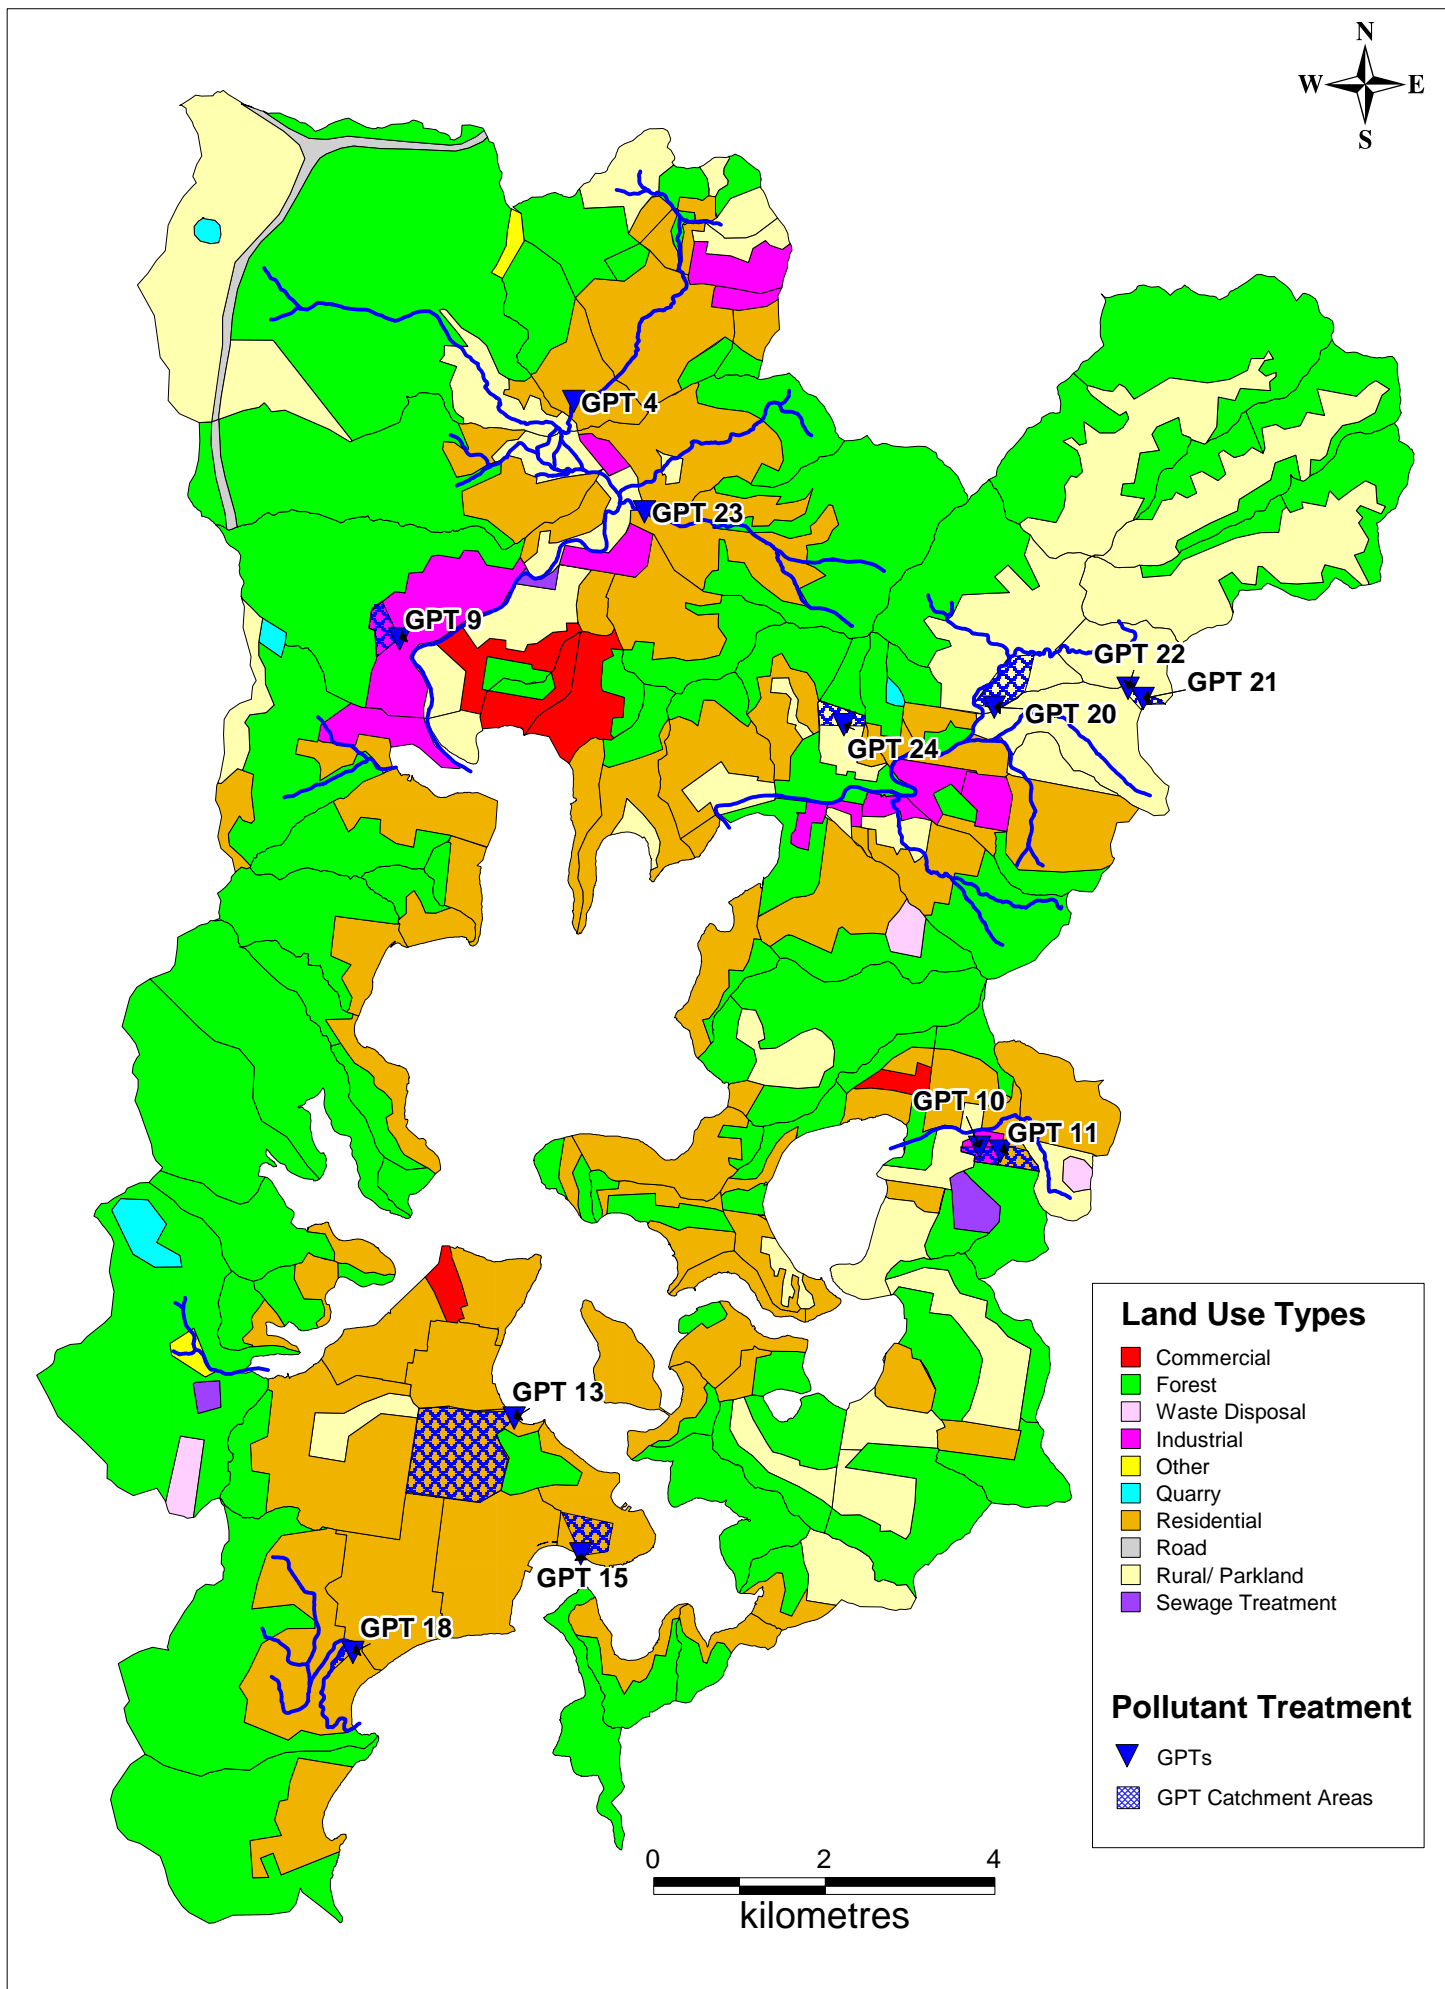 N
W E
S
GPT 4
GPT 23
GPT 9
GPT 22
GPT 21
GPT 20
GPT 24
GPT 10
GPT 11
GPT 13
GPT 15
GPT 18
Land Use Types
Commercial
Forest
Waste Disposal
Industrial
Other
Quarry
Residential
Road
Rural/ Parkland
Sewage Treatment
Pollutant Treatment
GPTs
GPT Catchment Areas
0 2 4
kilometres